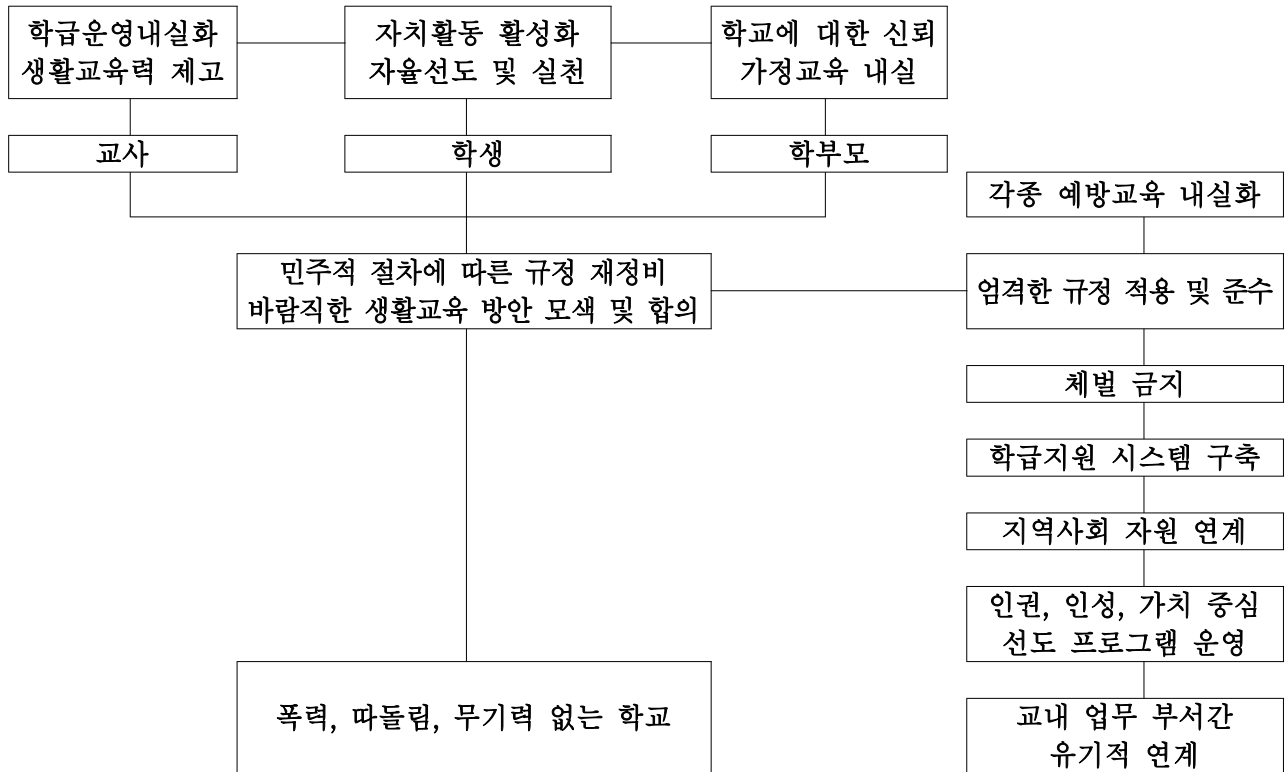 학급운영내실화
생활교육력 제고
자치활동 활성화
자율선도 및 실천
학교에 대한 신뢰
가정교육 내실
교사
학생
학부모
각종 예방교육 내실화
민주적 절차에 따른 규정 재정비
바람직한 생활교육 방안 모색 및 합의
엄격한 규정 적용 및 준수
체벌 금지
학급지원 시스템 구축
지역사회 자원 연계
인권, 인성, 가치 중심
선도 프로그램 운영
폭력, 따돌림, 무기력 없는 학교
교내 업무 부서간
유기적 연계